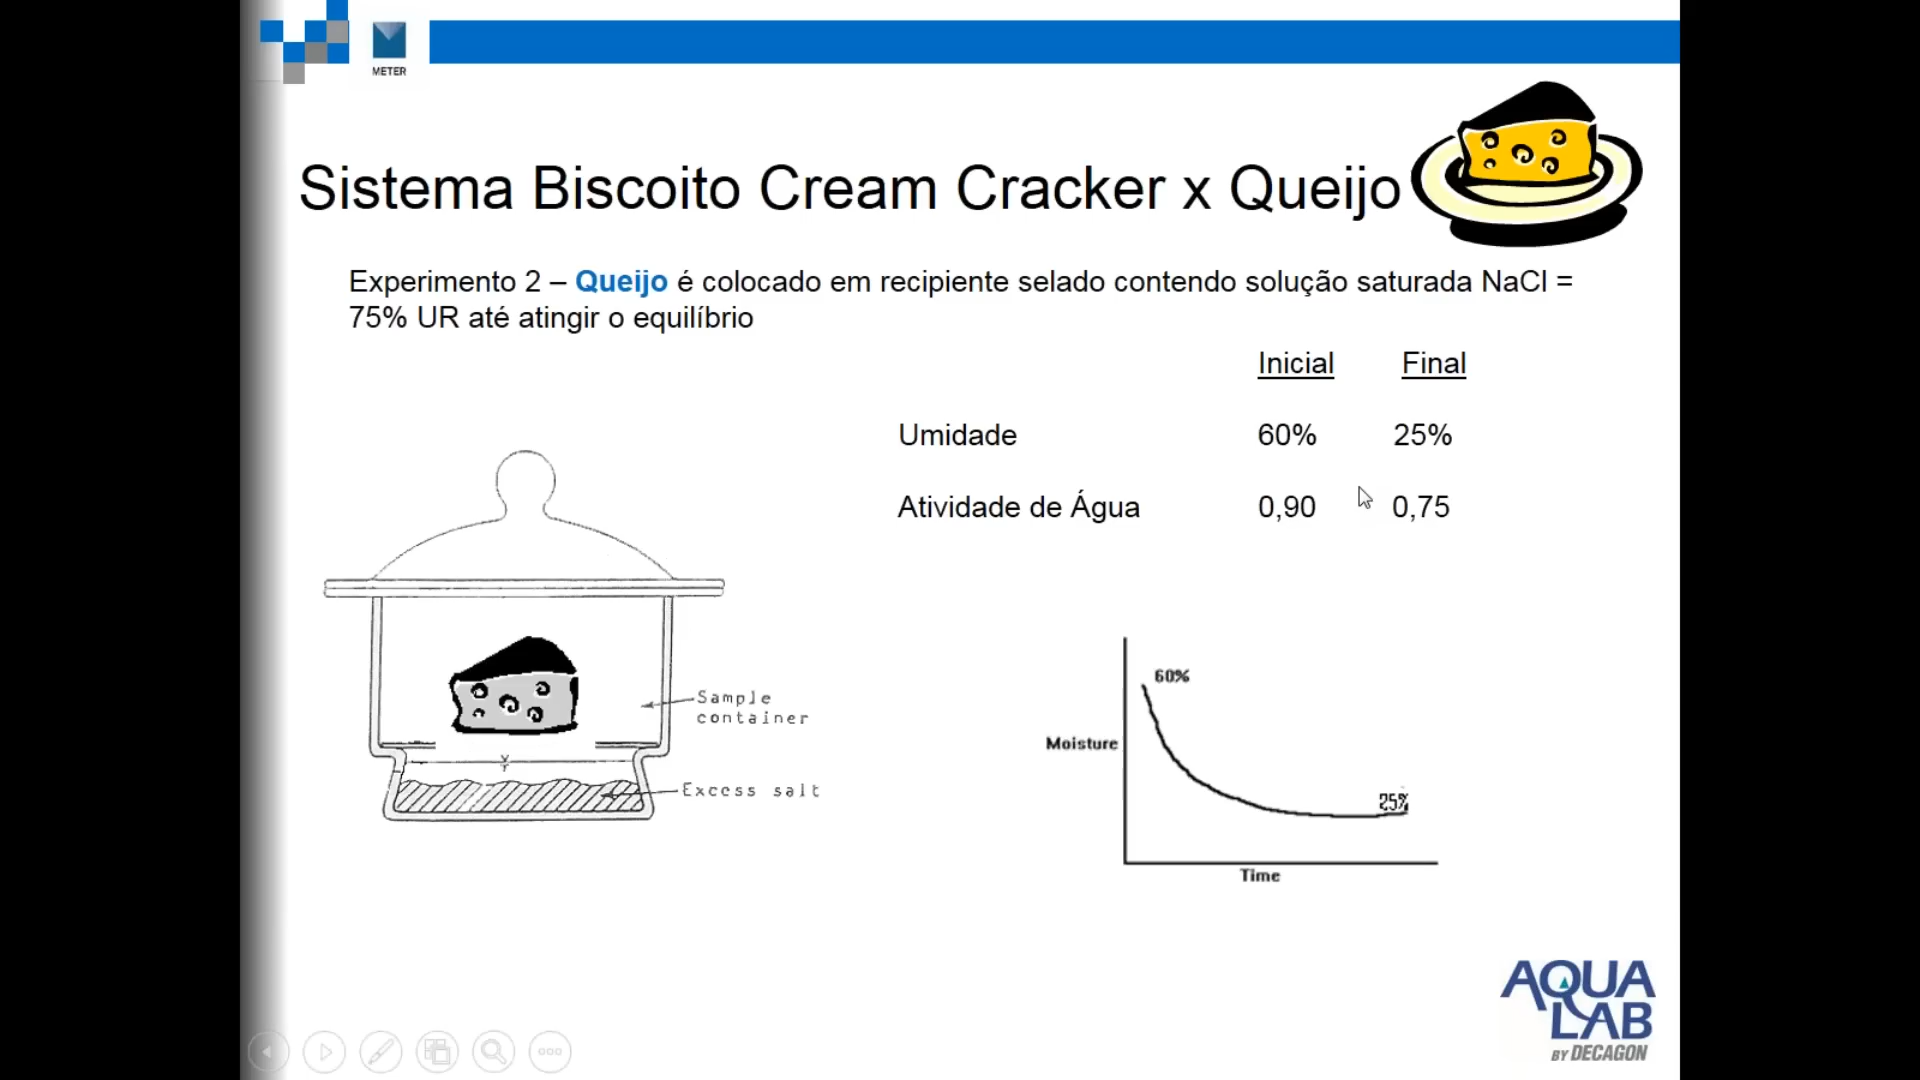 METER
Sistema Biscoito Cream Cracker x Queijo
Experimento 2 – Queijo é colocado em recipiente selado contendo solução saturada NaCl =
75% UR até atingir o equilíbrio
Inicial Final
Umidade 60% 25%
Atividade de Água 0,90 0,75
Sample
container
Excess salt
60%
Moisture
25%
Time
AQUA
LAB
BY DECAGON